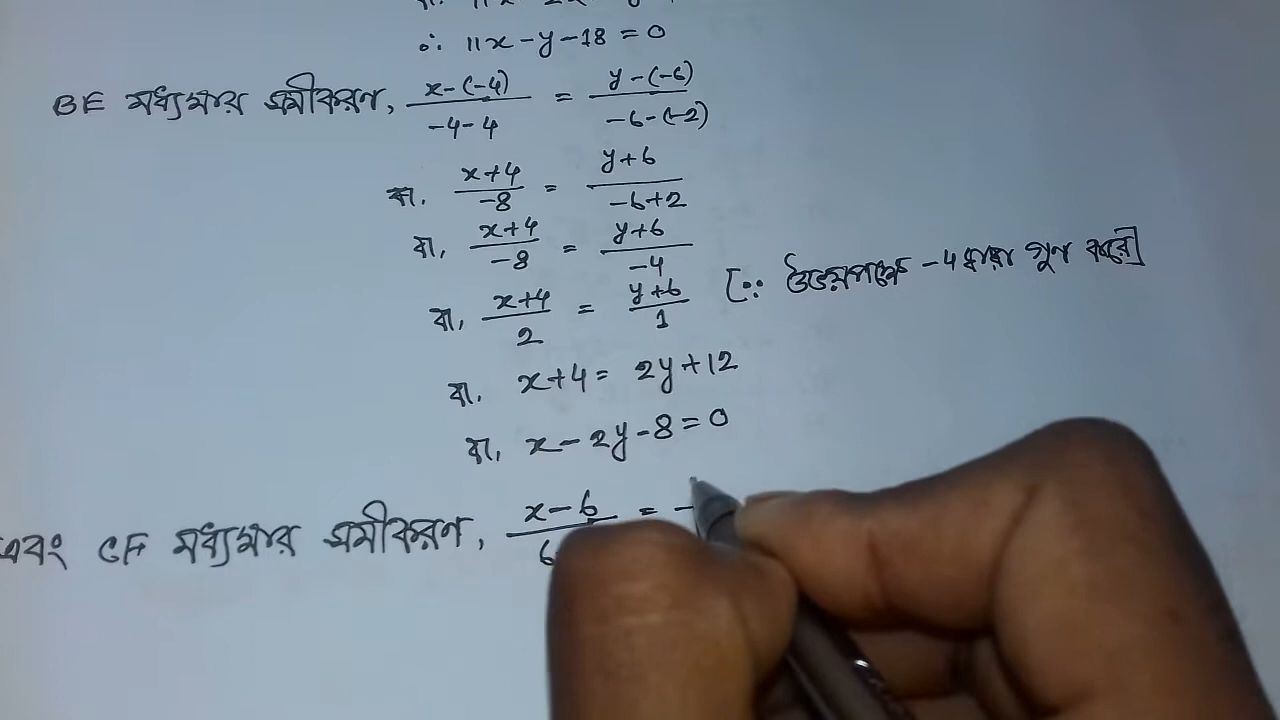 ∴ 11x-y-18=0
BE মধ্যমার সমীকরণ, x-(-4)/-4-4 = y-(-6)/-6-(-2)
বা, x+4/-8 = y+6/-6+2
বা, x+4/-8 = y+6/-4
বা, x+4/2 = y+6/1 [∵ উভয়পক্ষে -4 দ্বারা গুন করে]
বা, x+4= 2y+12
বা, x-2y-8=0
এবং CF মধ্যমার সমীকরণ, x-6/6 =